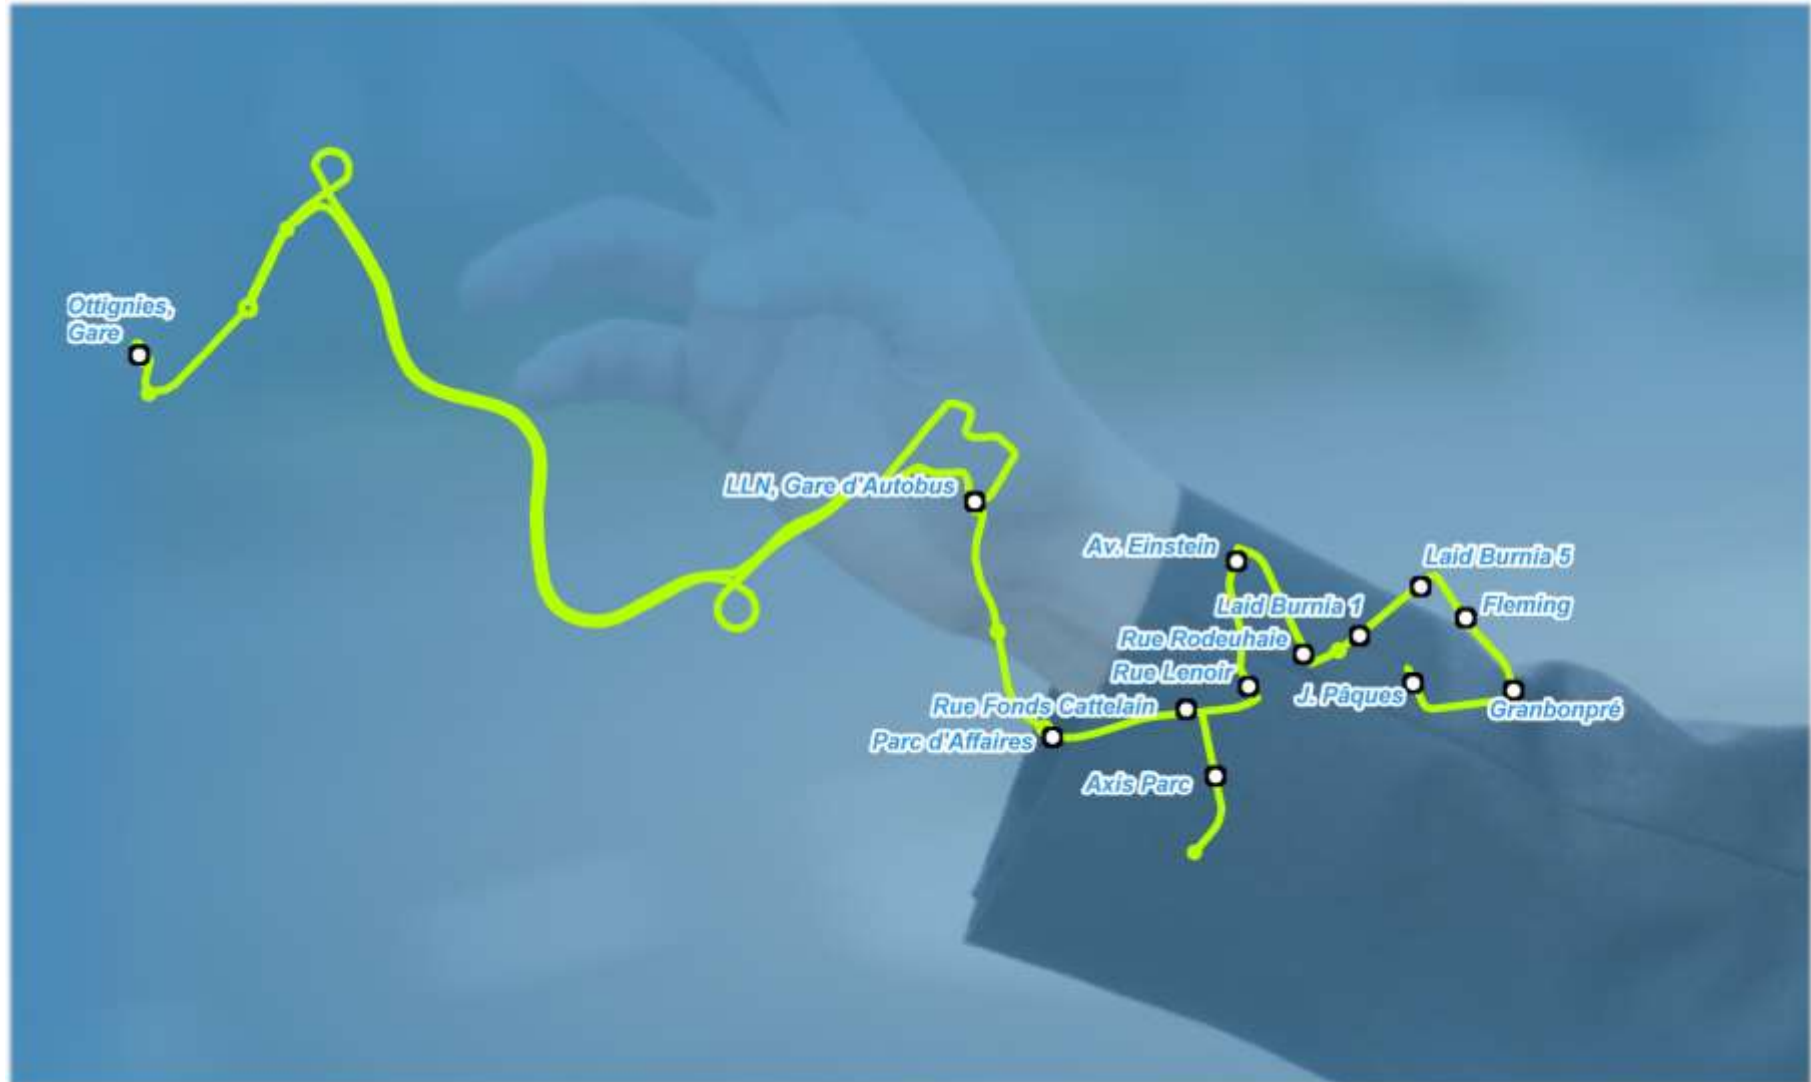 Ottignies,
Gare
LLN, Gare d'Autobus
Av. Einstein
Laid Burnia 5
Laid Burnia 1
Fleming
Rue Rodeuhaie
Rue Lenoir
J. Pâques
Rue Fonds Cattelain
Granbonpré
Parc d'Affaires
Axis Parc